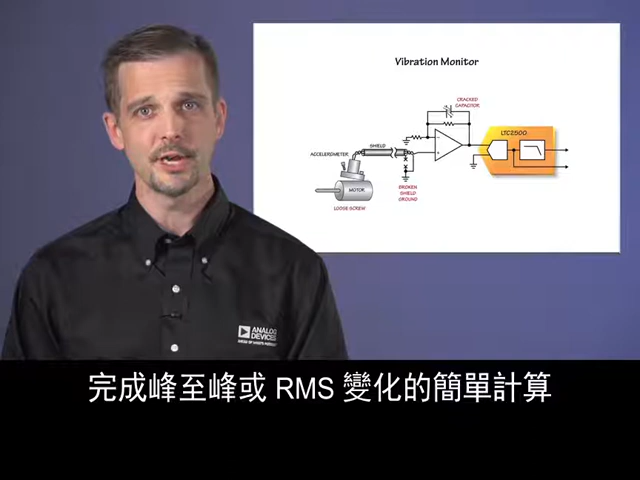 Vibration Monitor
CRACKED
CAPACITOR
LTC2500
SHIELD
ACCELEROMETER
MOTOR
BROKEN
SHIELD
GROUND
LOOSE SCREW
ANALOG
DEVICES
完成峰至峰或 RMS 變化的簡單計算